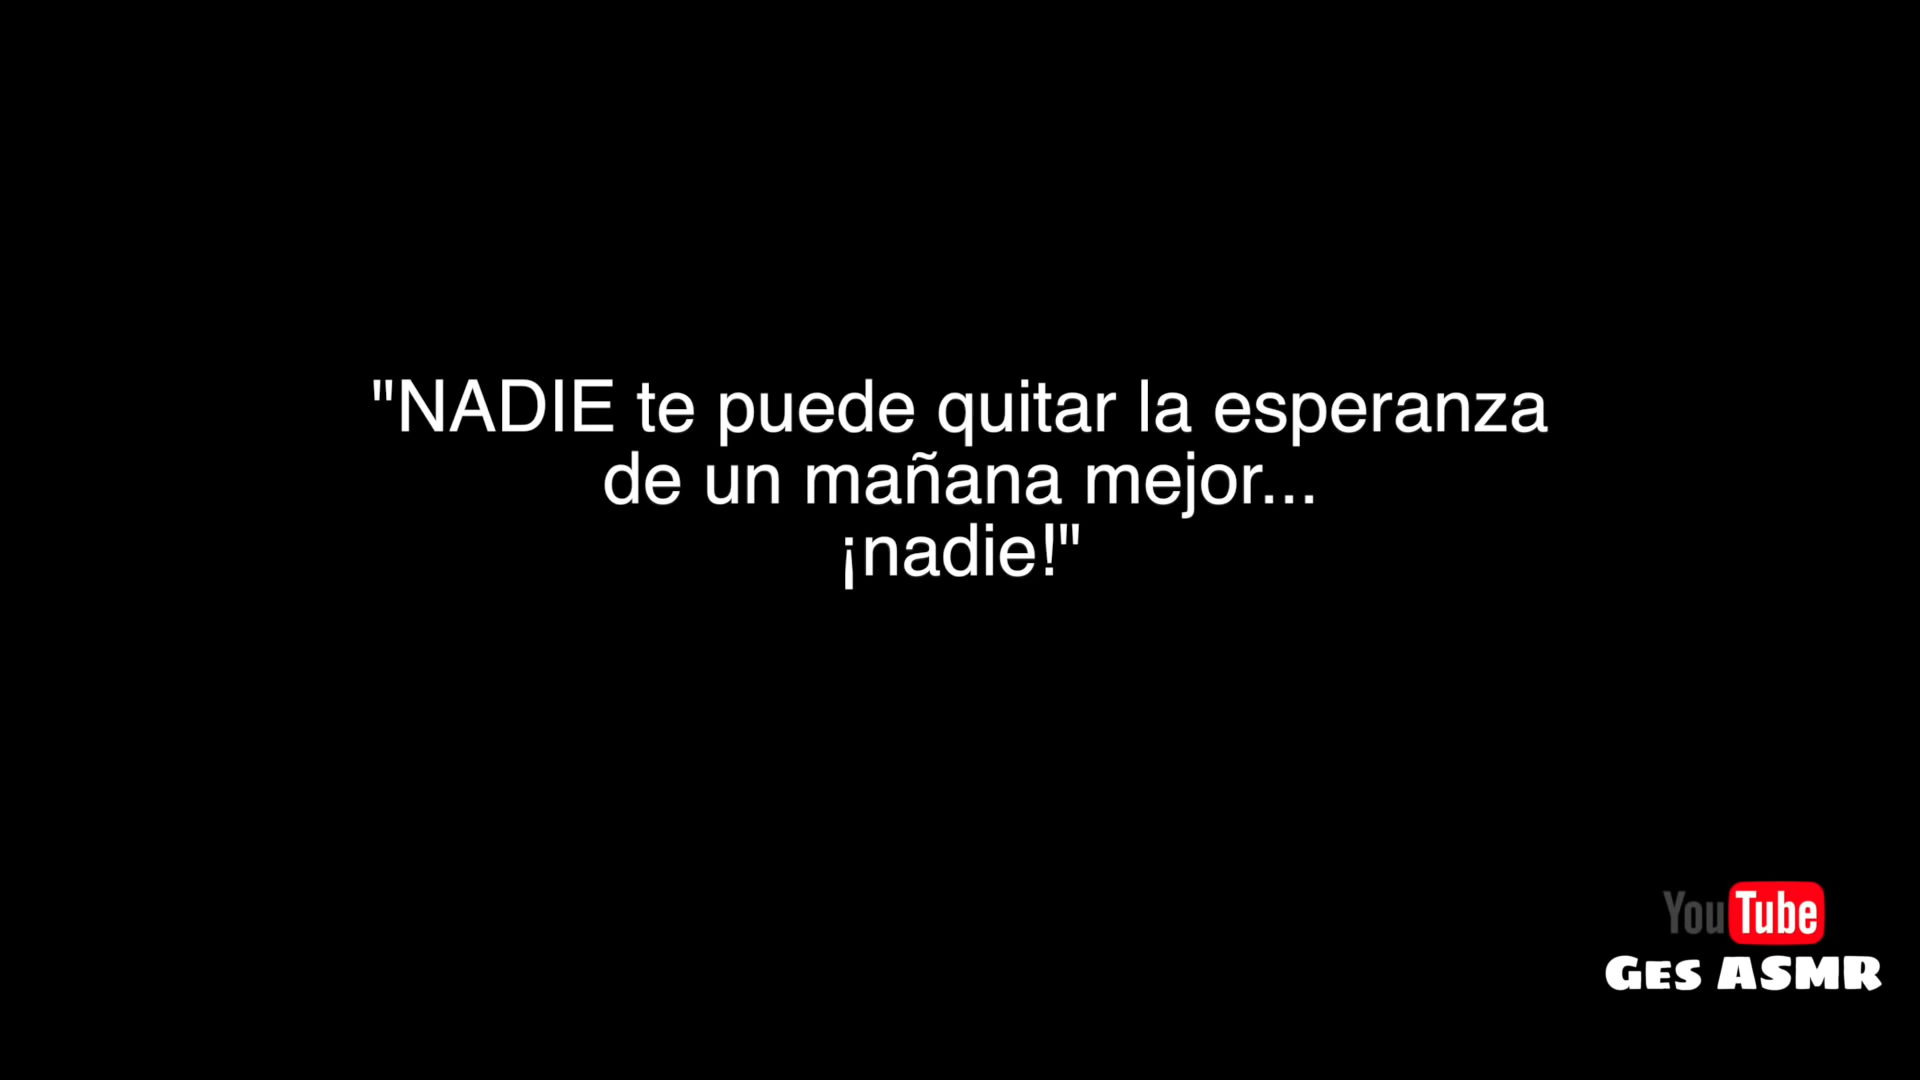 "NADIE te puede quitar la esperanza
de un mañana mejor...
¡nadie!"
YouTube
GES ASMR